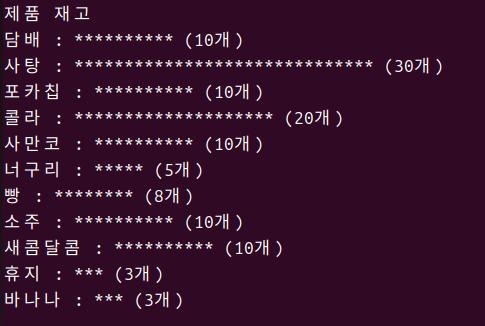 제품 재고
담배 : ********** (10개)
사탕 : ****************************** (30개)
포카칩 : ********** (10개)
콜라 : ******************** (20개)
사만코 : ********** (10개)
너구리 : ***** (5개)
빵 : ******** (8개)
소주 : ********** (10개)
새콤달콤 : ********** (10개)
휴지 : *** (3개)
바나나 : *** (3개)